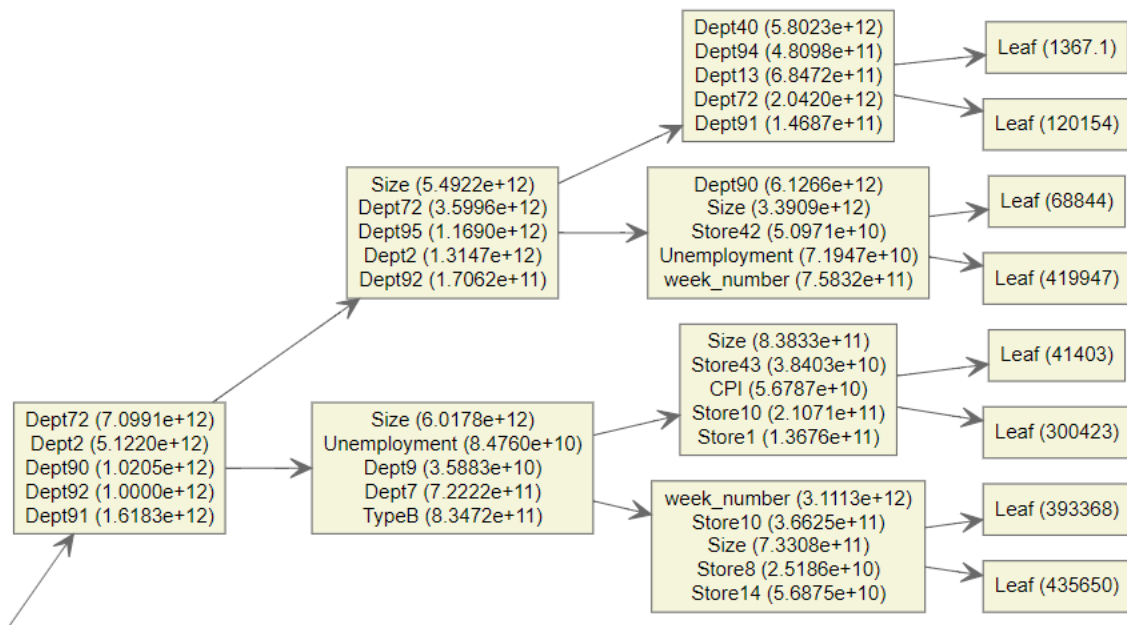 Dept72 (7.0991e+12)
Dept2 (5.1220e+12)
Dept90 (1.0205e+12)
Dept92 (1.0000e+12)
Dept91 (1.6183e+12)
Size (5.4922e+12)
Dept72 (3.5996e+12)
Dept95 (1.1690e+12)
Dept2 (1.3147e+12)
Dept92 (1.7062e+11)
Size (6.0178e+12)
Unemployment (8.4760e+10)
Dept9 (3.5883e+10)
Dept7 (7.2222e+11)
TypeB (8.3472e+11)
Dept40 (5.8023e+12)
Dept94 (4.8098e+11)
Dept13 (6.8472e+11)
Dept72 (2.0420e+12)
Dept91 (1.4687e+11)
Dept90 (6.1266e+12)
Size (3.3909e+12)
Store42 (5.0971e+10)
Unemployment (7.1947e+10)
week_number (7.5832e+11)
Size (8.3833e+11)
Store43 (3.8403e+10)
CPI (5.6787e+10)
Store10 (2.1071e+11)
Store1 (1.3676e+11)
week_number (3.1113e+12)
Store10 (3.6625e+11)
Size (7.3308e+11)
Store8 (2.5186e+10)
Store14 (5.6875e+10)
Leaf (1367.1)
Leaf (120154)
Leaf (68844)
Leaf (419947)
Leaf (41403)
Leaf (300423)
Leaf (393368)
Leaf (435650)